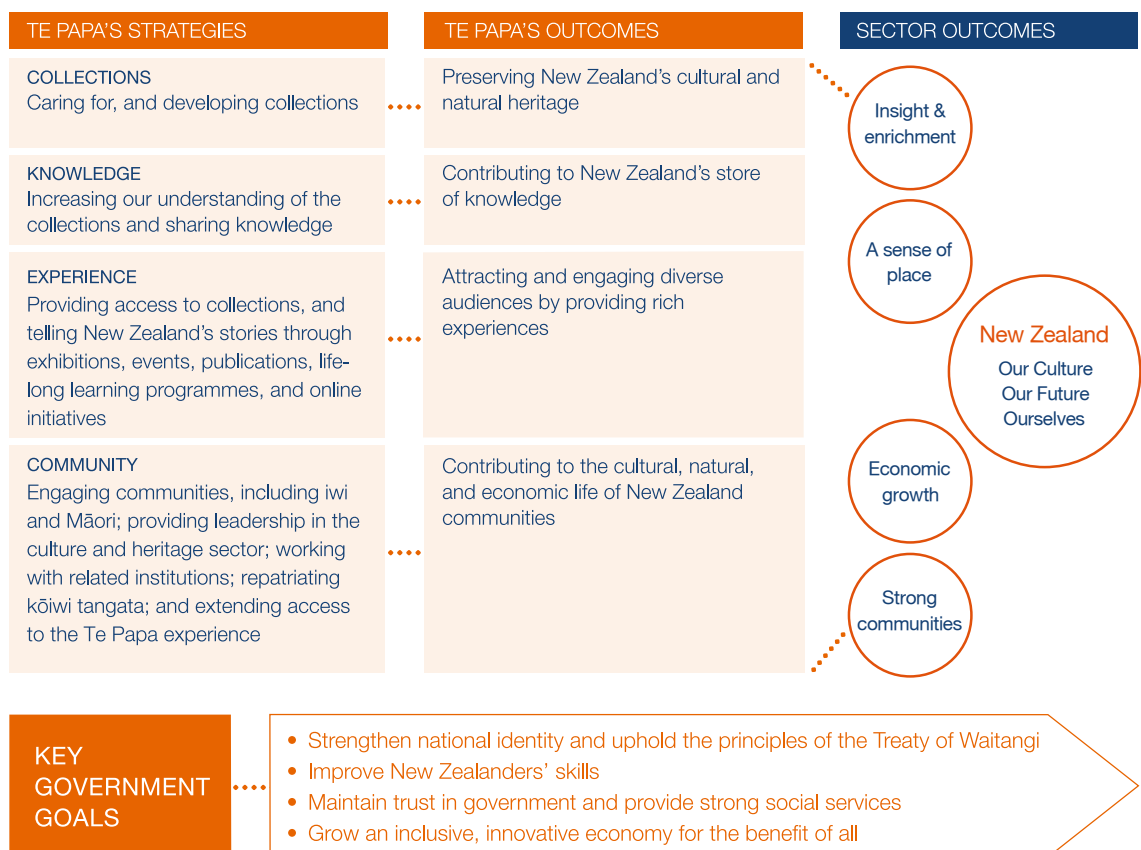 TE PAPA'S STRATEGIES
TE PAPA'S OUTCOMES
SECTOR OUTCOMES
COLLECTIONS
Caring for, and developing collections
Preserving New Zealand's cultural and
natural heritage
KNOWLEDGE
Increasing our understanding of the
collections and sharing knowledge
Contributing to New Zealand's store
of knowledge
EXPERIENCE
Providing access to collections, and
telling New Zealand's stories through
exhibitions, events, publications, life-
long learning programmes, and online
initiatives
Attracting and engaging diverse
audiences by providing rich
experiences
COMMUNITY
Engaging communities, including iwi
and Māori; providing leadership in the
culture and heritage sector; working
with related institutions; repatriating
kōiwi tangata; and extending access
to the Te Papa experience
Contributing to the cultural, natural,
and economic life of New Zealand
communities
Insight &
enrichment
A sense of
place
New Zealand
Our Culture
Our Future
Ourselves
Economic
growth
Strong
communities
KEY
GOVERNMENT
GOALS
• Strengthen national identity and uphold the principles of the Treaty of Waitangi
• Improve New Zealanders' skills
• Maintain trust in government and provide strong social services
• Grow an inclusive, innovative economy for the benefit of all